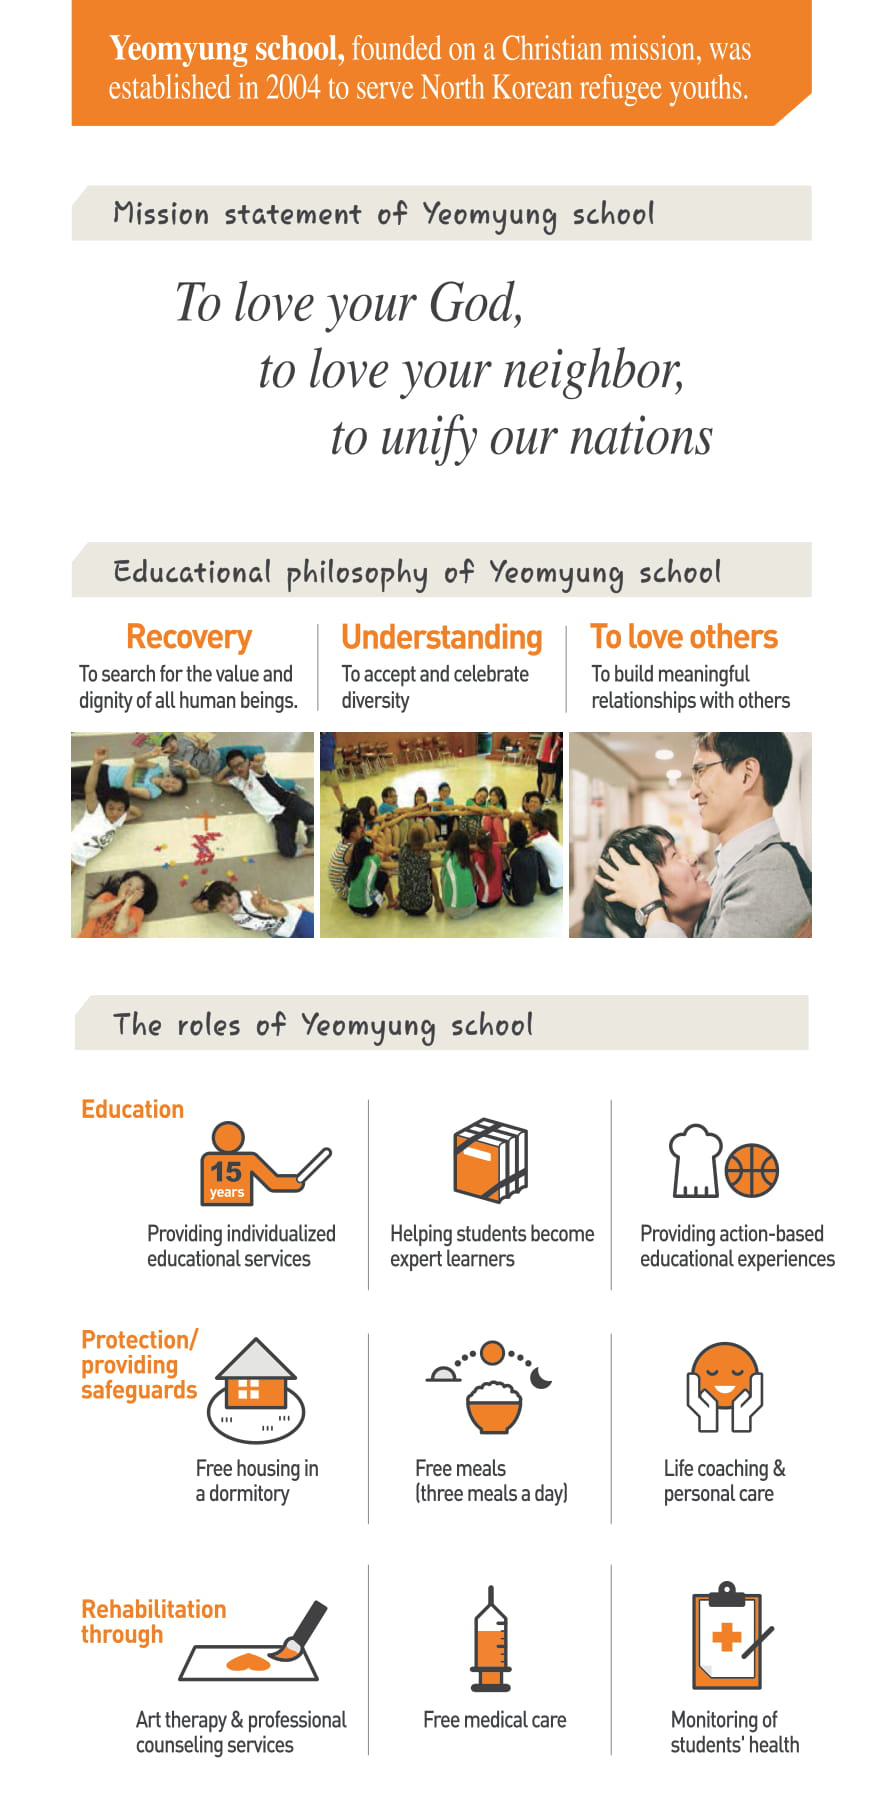 Yeomyung school, founded on a Christian mission, was
established in 2004 to serve North Korean refugee youths.
Mission statement of Yeomyung school
To love your God,
to love your neighbor,
to unify our nations
Educational philosophy of Yeomyung school
Recovery
To search for the value and
dignity of all human beings.
Understanding
To accept and celebrate
diversity
To love others
To build meaningful
relationships with others
The roles of Yeomyung school
Education
15
years
Providing individualized
educational services
Helping students become
expert learners
Providing action-based
educational experiences
Protection/
providing
safeguards
Free housing in
a dormitory
Free meals
(three meals a day)
Life coaching &
personal care
Rehabilitation
through
Art therapy & professional
counseling services
Free medical care
Monitoring of
students' health